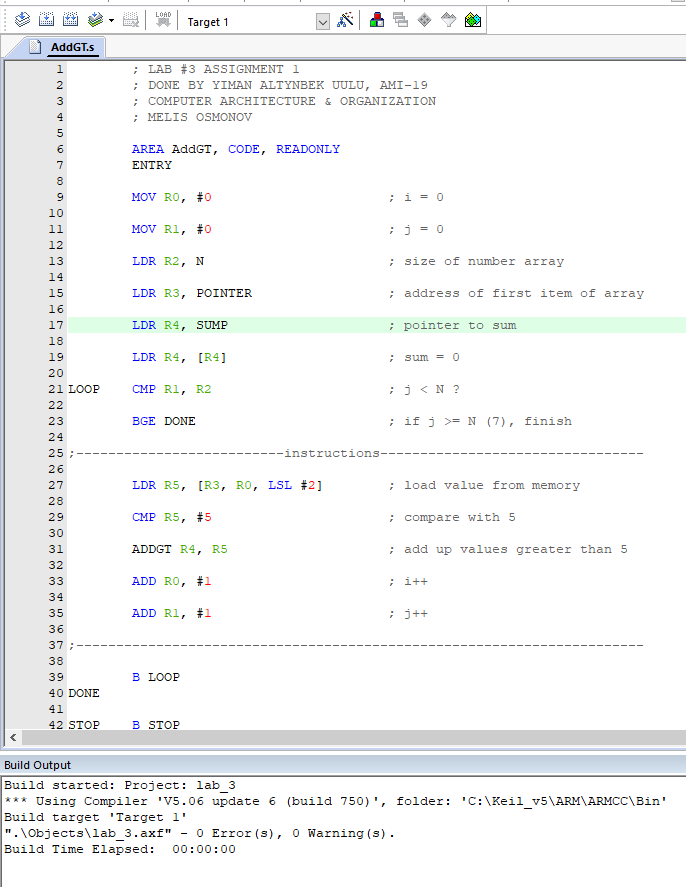 LOAD
Target 1
AddGT.s
1 ; LAB #3 ASSIGNMENT 1
2 ; DONE BY YIMAN ALTYNBEK UULU, AMI-19
3 ; COMPUTER ARCHITECTURE & ORGANIZATION
4 ; MELIS OSMONOV
5
6 AREA AddGT, CODE, READONLY
7 ENTRY
8
9 MOV R0, #0 ; i = 0
10
11 MOV R1, #0 ; j = 0
12
13 LDR R2, N ; size of number array
14
15 LDR R3, POINTER ; address of first item of array
16
17 LDR R4, SUMP ; pointer to sum
18
19 LDR R4, [R4] ; sum = 0
20
21 LOOP CMP R1, R2 ; j < N ?
22
23 BGE DONE ; if j >= N (7), finish
24
25 ;--------------------------instructions---------------------------------
26
27 LDR R5, [R3, R0, LSL #2] ; load value from memory
28
29 CMP R5, #5 ; compare with 5
30
31 ADDGT R4, R5 ; add up values greater than 5
32
33 ADD R0, #1 ; i++
34
35 ADD R1, #1 ; j++
36
37 ;-----------------------------------------------------------------------
38
39 B LOOP
40 DONE
41
42 STOP B STOP
Build Output
Build started: Project: lab_3
*** Using Compiler 'V5.06 update 6 (build 750)', folder: 'C:\Keil_v5\ARM\ARMCC\Bin'
Build target 'Target 1'
".\Objects\lab_3.axf" - 0 Error(s), 0 Warning(s).
Build Time Elapsed:  00:00:00